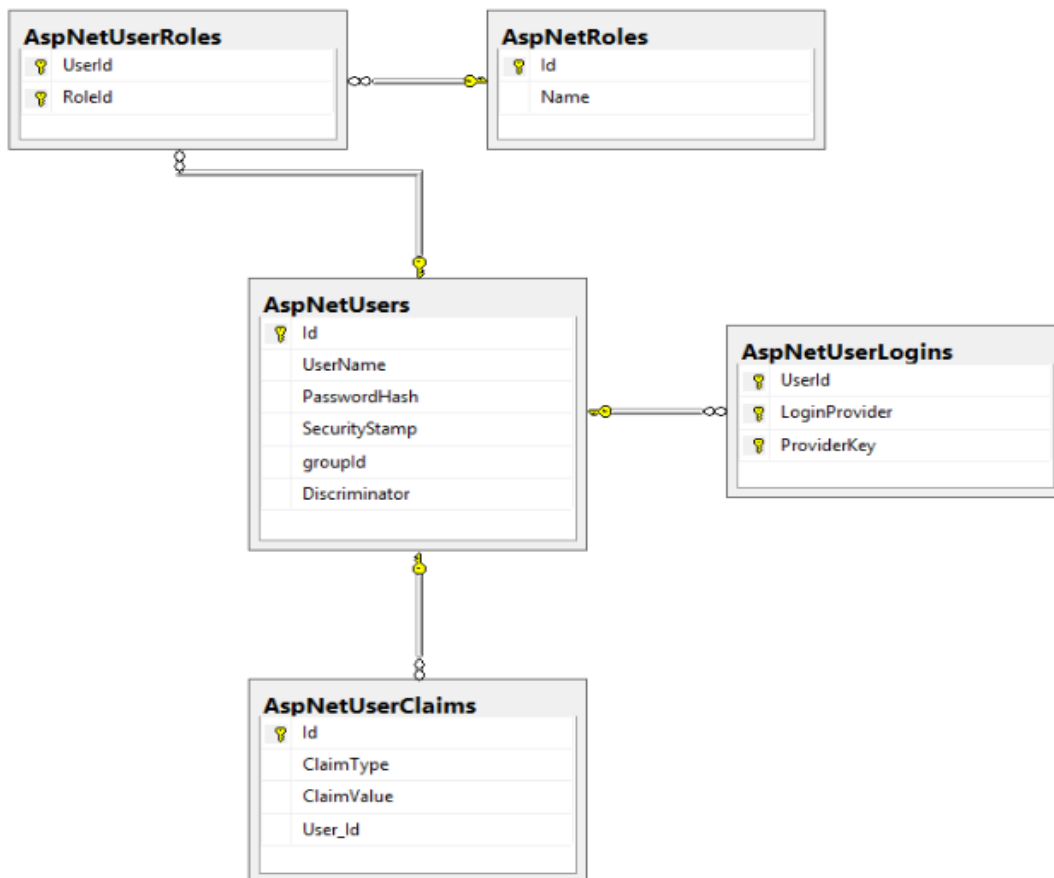 AspNetUserRoles
UserId
RoleId
AspNetRoles
Id
Name
AspNetUsers
Id
UserName
PasswordHash
SecurityStamp
groupId
Discriminator
AspNetUserLogins
UserId
LoginProvider
ProviderKey
AspNetUserClaims
Id
ClaimType
ClaimValue
User_Id